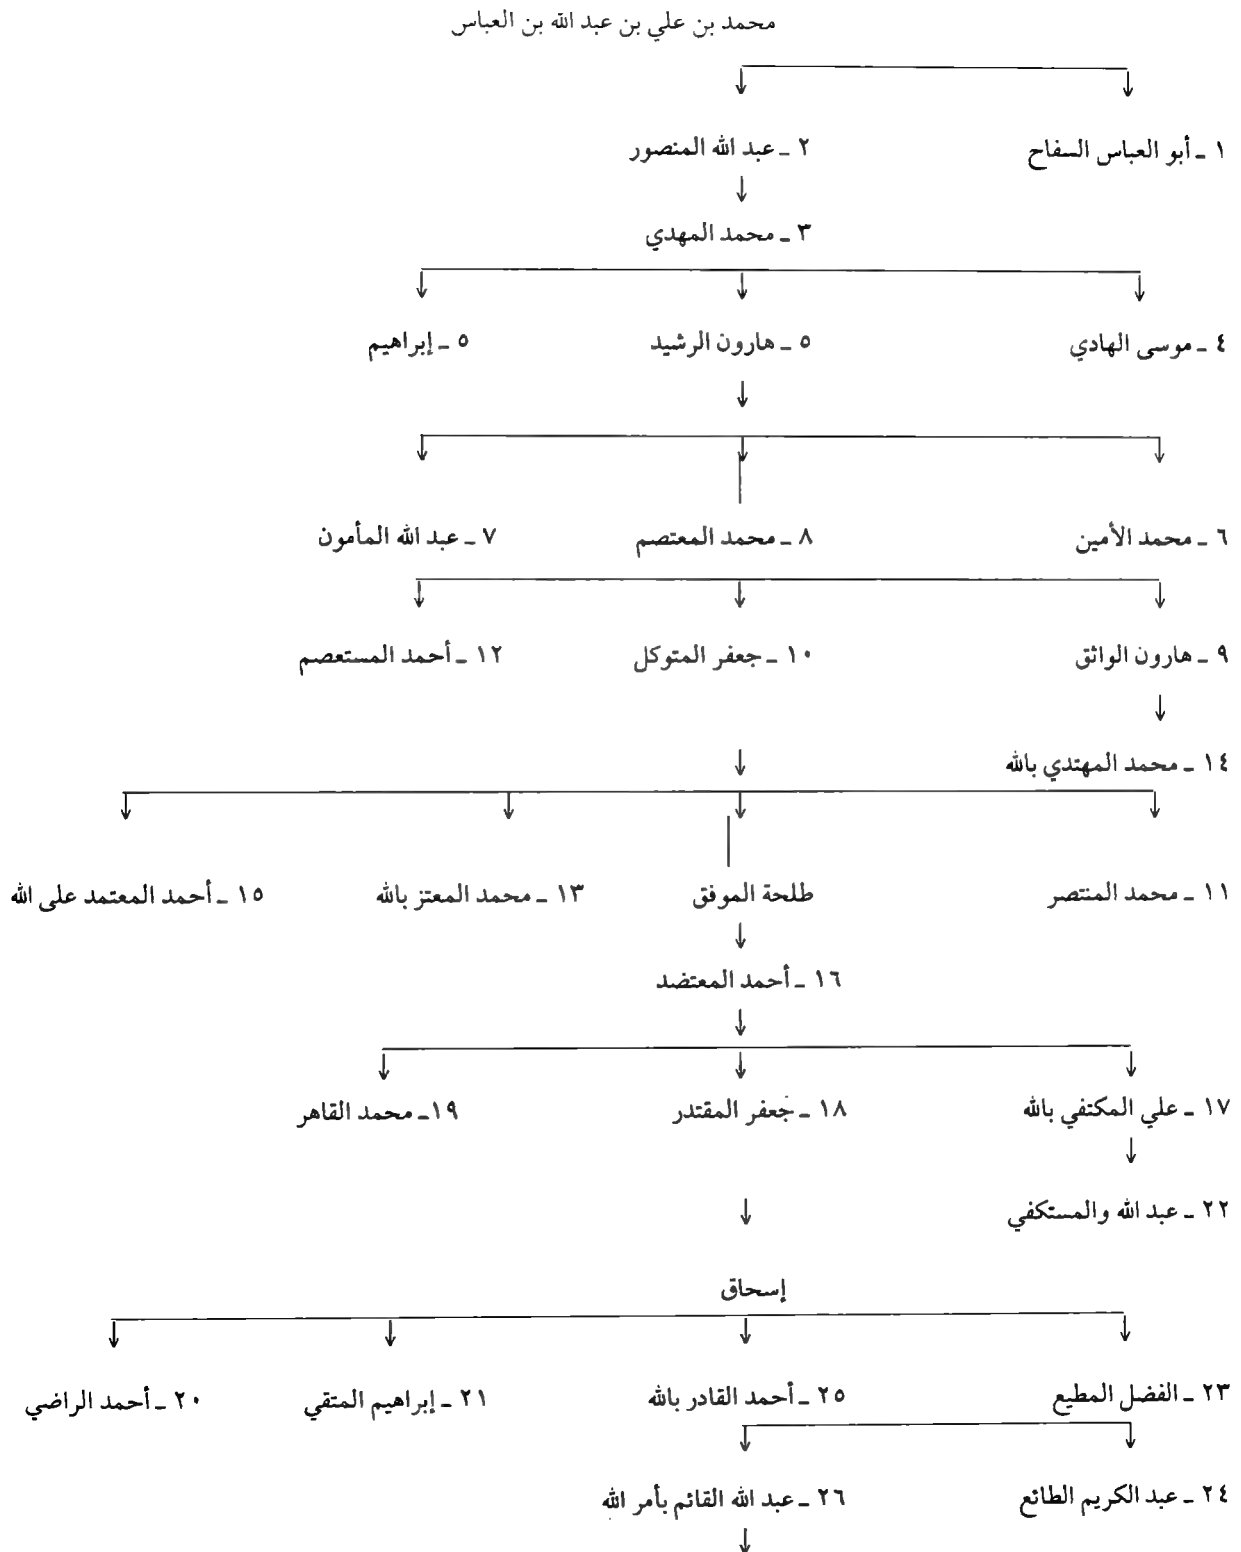 محمد بن علي بن عبد الله بن العباس
١ ـ أبو العباس السفاح ٢ ـ عبد الله المنصور
٣ ـ محمد المهدي
٤ ـ موسى الهادي ٥ ـ هارون الرشيد ٥ ـ إبراهيم
٦ ـ محمد الأمين ٨ ـ محمد المعتصم ٧ ـ عبد الله المأمون
٩ ـ هارون الواثق ١٠ ـ جعفر المتوكل ١٢ ـ أحمد المستعصم
١٤ ـ محمد المهتدي بالله
١١ ـ محمد المنتصر طلحة الموفق ١٣ ـ محمد المعتز بالله ١٥ ـ أحمد المعتمد على الله
١٦ ـ أحمد المعتضد
١٧ ـ علي المكتفي بالله ١٨ ـ جعفر المقتدر ١٩ـ محمد القاهر
٢٢ ـ عبد الله والمستكفي
إسحاق
٢٣ ـ الفضل المطيع ٢٥ ـ أحمد القادر بالله ٢١ ـ إبراهيم المتقي ٢٠ ـ أحمد الراضي
٢٤ ـ عبد الكريم الطائع ٢٦ ـ عبد الله القائم بأمر الله